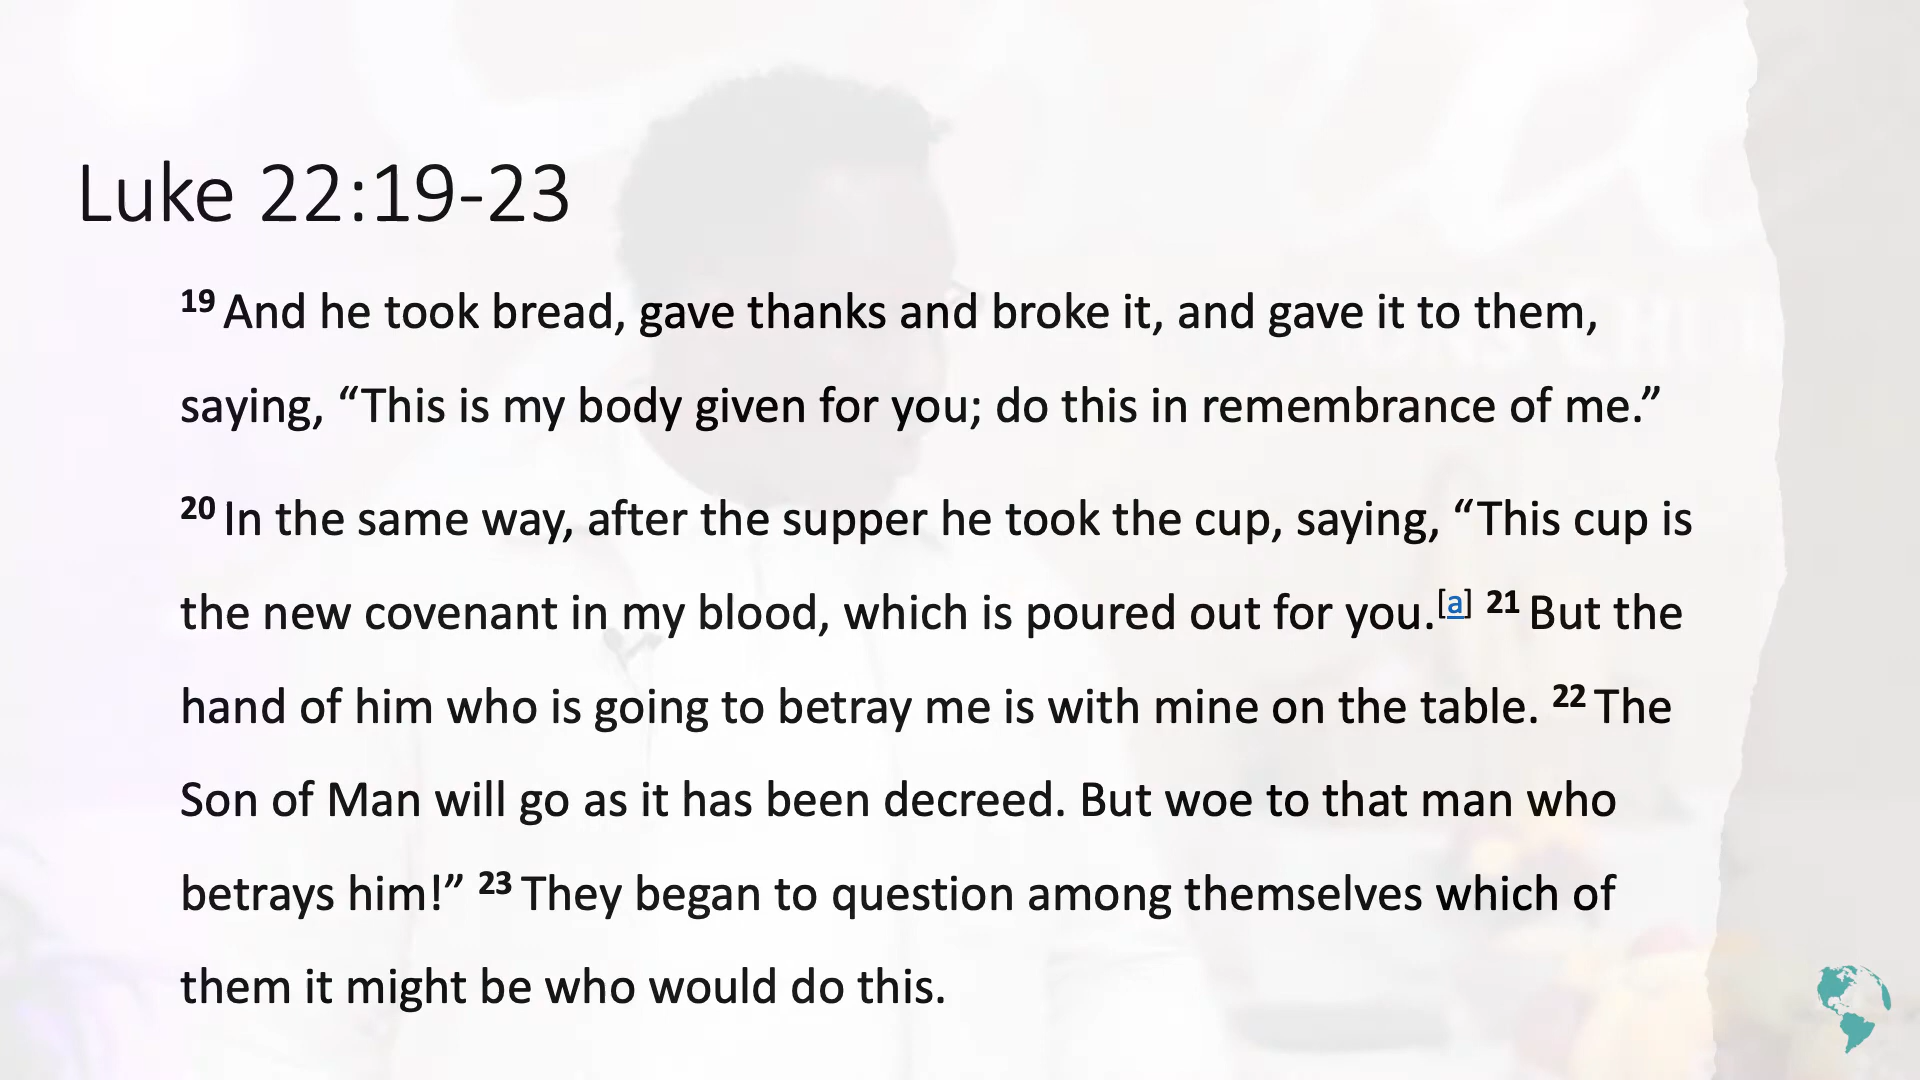 Luke 22:19-23
19 And he took bread, gave thanks and broke it, and gave it to them,
saying, “This is my body given for you; do this in remembrance of me.”
20 In the same way, after the supper he took the cup, saying, “This cup is
the new covenant in my blood, which is poured out for you.[a] 21 But the
hand of him who is going to betray me is with mine on the table. 22 The
Son of Man will go as it has been decreed. But woe to that man who
betrays him!” 23 They began to question among themselves which of
them it might be who would do this.